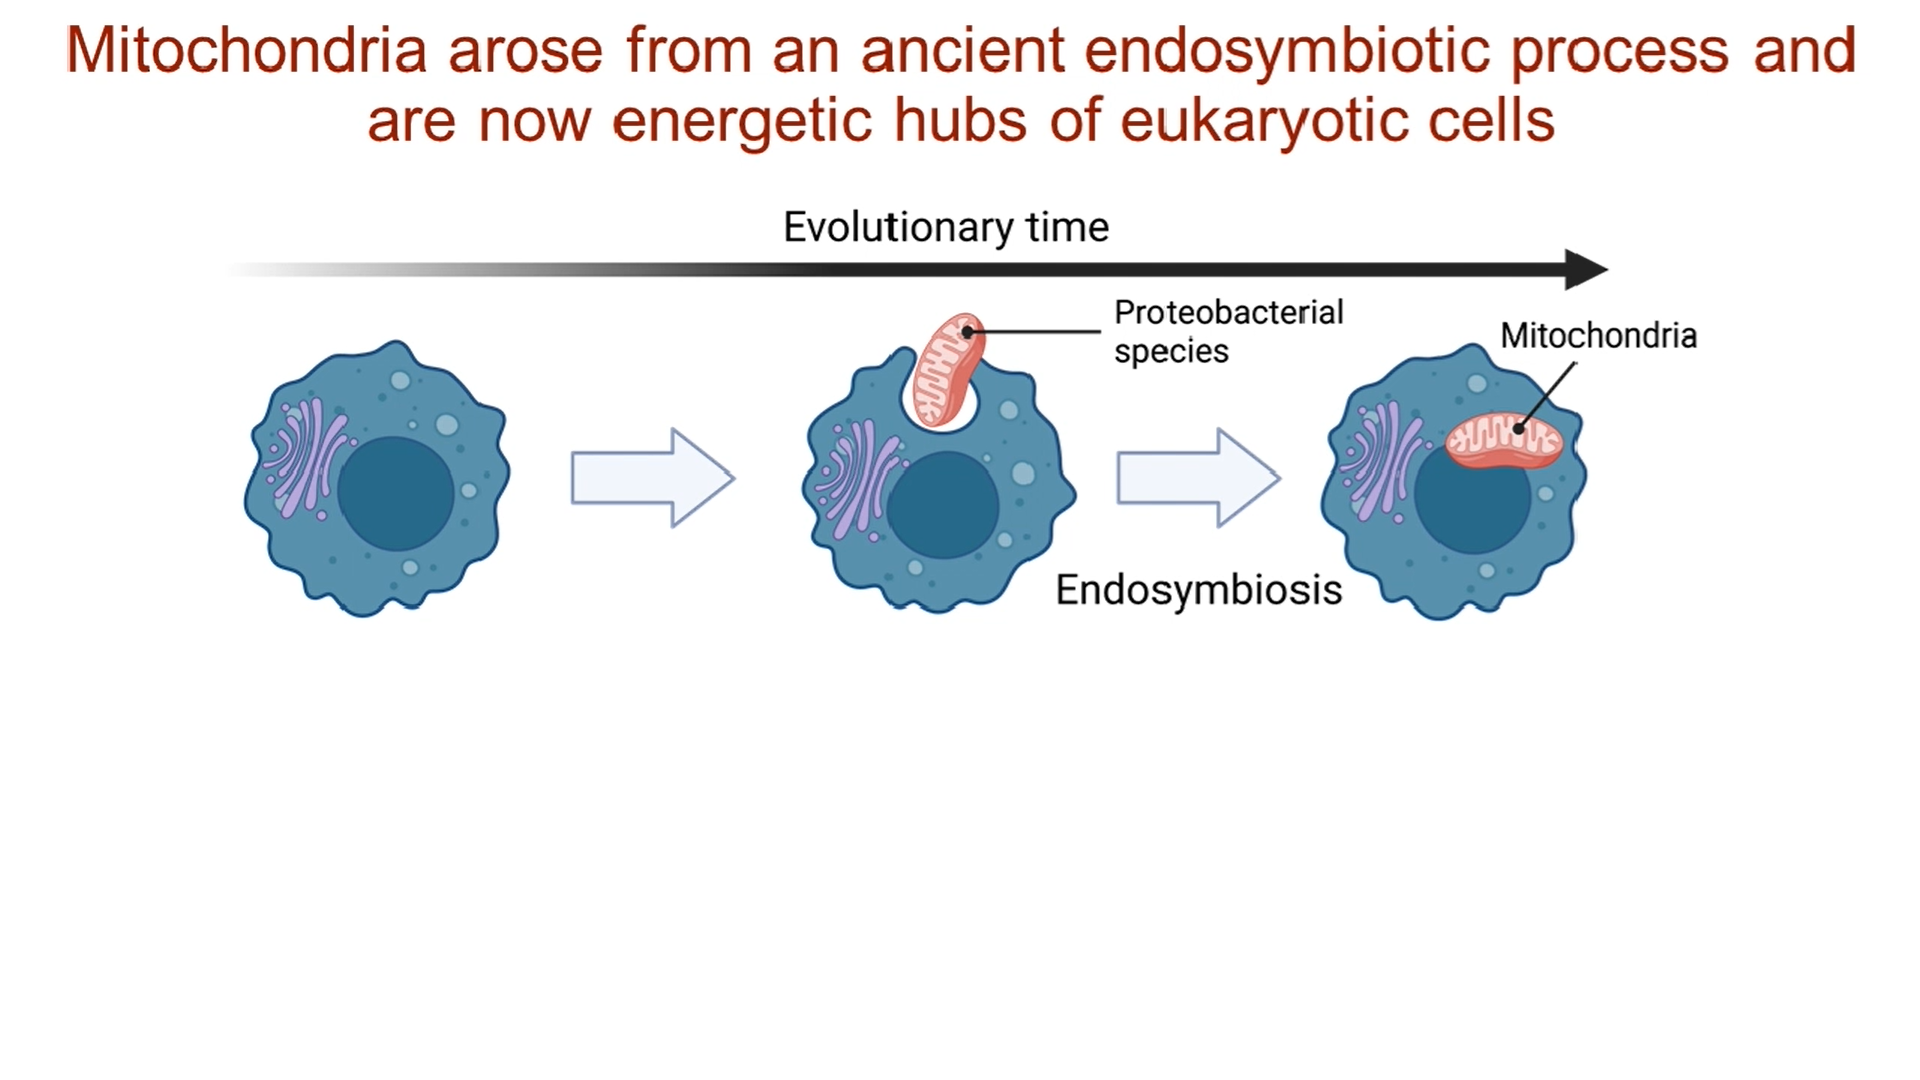 Mitochondria arose from an ancient endosymbiotic process and
are now energetic hubs of eukaryotic cells
Evolutionary time
Proteobacterial
species
Mitochondria
Endosymbiosis